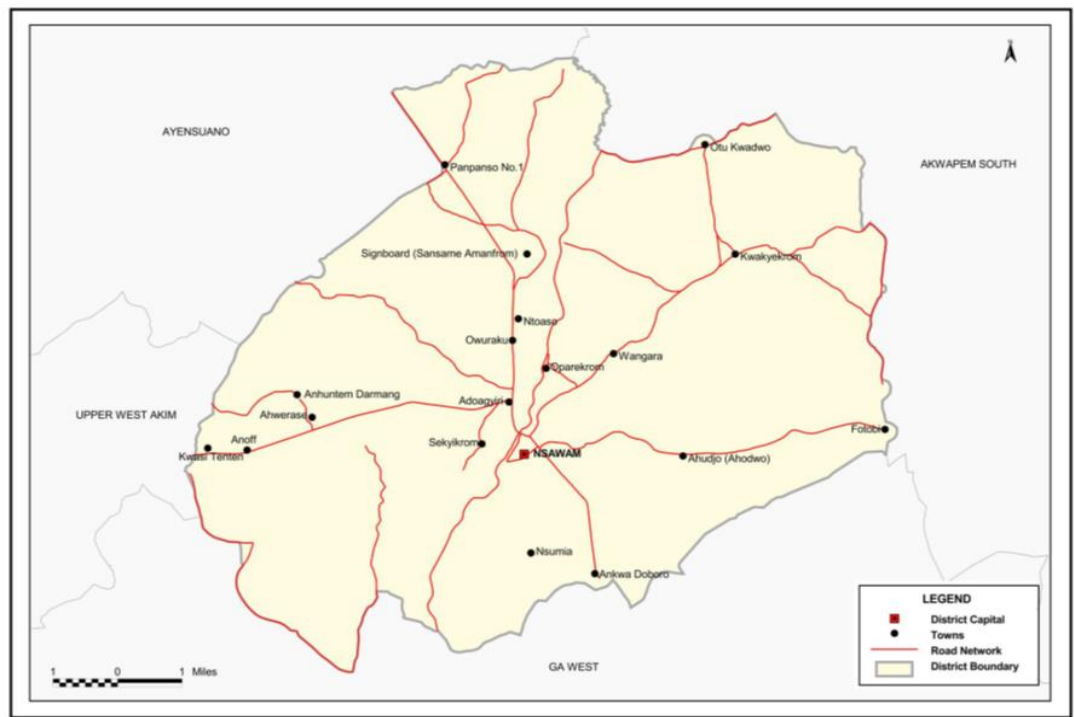 N
AYENSUANO
AKWAPEM SOUTH
Otu Kwadwo
Panpanso No.1
Signboard (Sansame Amanfrom)
Kwakyekrom
Ntoaso
Owuraku
Wangara
Oparekrom
Anhuntem Darmang
Adoagyiri
UPPER WEST AKIM
Ahwerase
Fotobi
Anoff
Sekyikrom
Kwasi Tenten
NSAWAM
Ahudjo (Ahodwo)
Nsumia
Ankwa Doboro
GA WEST
1 0 1 Miles
LEGEND
District Capital
Towns
Road Network
District Boundary